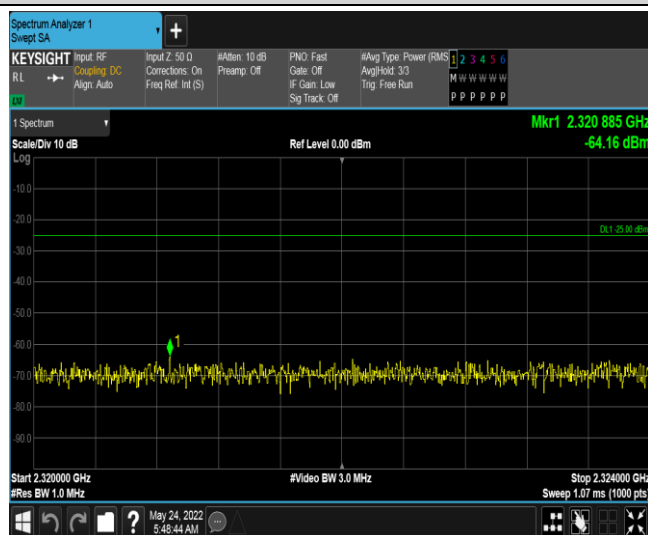 Spectrum Analyzer 1
Swept SA
+
KEYSIGHT
RL
Input: RF
Coupling: DC
Align: Auto
Input Z: 50 Ω
Corrections: On
Freq Ref: Int (S)
#Atten: 10 dB
Preamp: Off
PNO: Fast
Gate: Off
IF Gain: Low
Sig Track: Off
#Avg Type: Power (RMS
Avg|Hold: 3/3
Trig: Free Run
1 2 3 4 5 6
M W W W W W
P P P P P P
1 Spectrum
Mkr1 2.320 885 GHz
Scale/Div 10 dB
Ref Level 0.00 dBm
-64.16 dBm
Log
-10.0
-20.0
DL1 -25.00 dBm
-30.0
-40.0
-50.0
-60.0
1
-70.0
-80.0
-90.0
Start 2.320000 GHz
#Video BW 3.0 MHz
Stop 2.324000 GHz
#Res BW 1.0 MHz
Sweep 1.07 ms (1000 pts)
?
May 24, 2022
5:48:44 AM